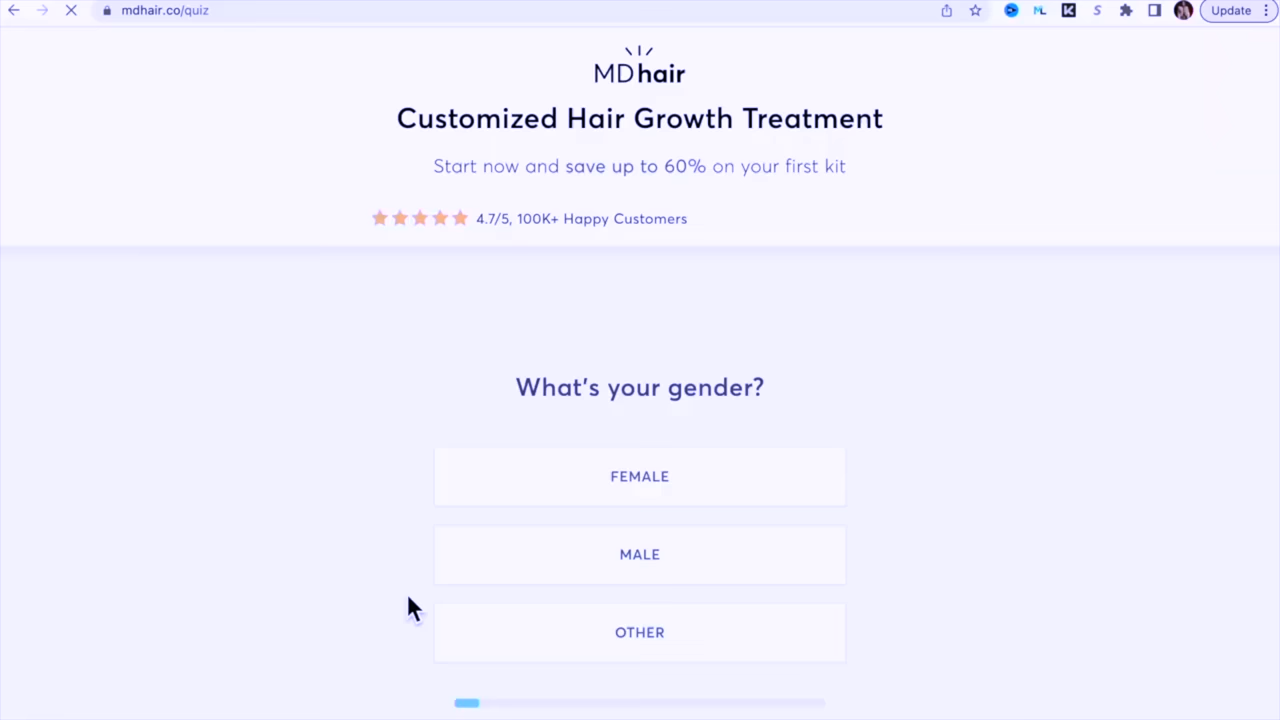 mdhair.co/quiz
Update
MDhair
Customized Hair Growth Treatment
Start now and save up to 60% on your first kit
4.7/5, 100K+ Happy Customers
What's your gender?
FEMALE
MALE
OTHER